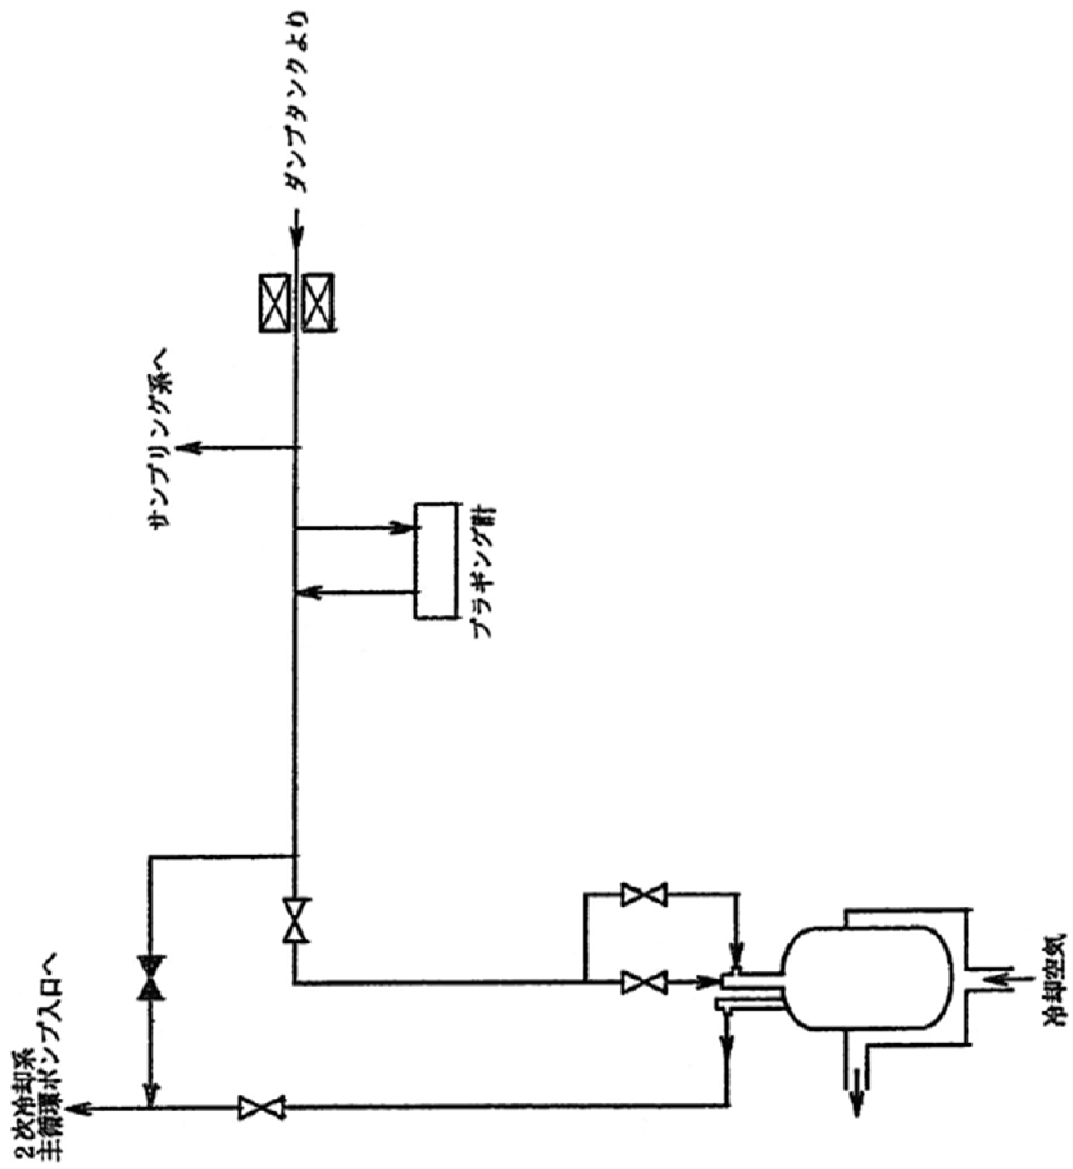 2次冷却系
主循環ポンプ入口へ
サンプリング系へ
ダンプタンクより
プラギング計
冷却空気